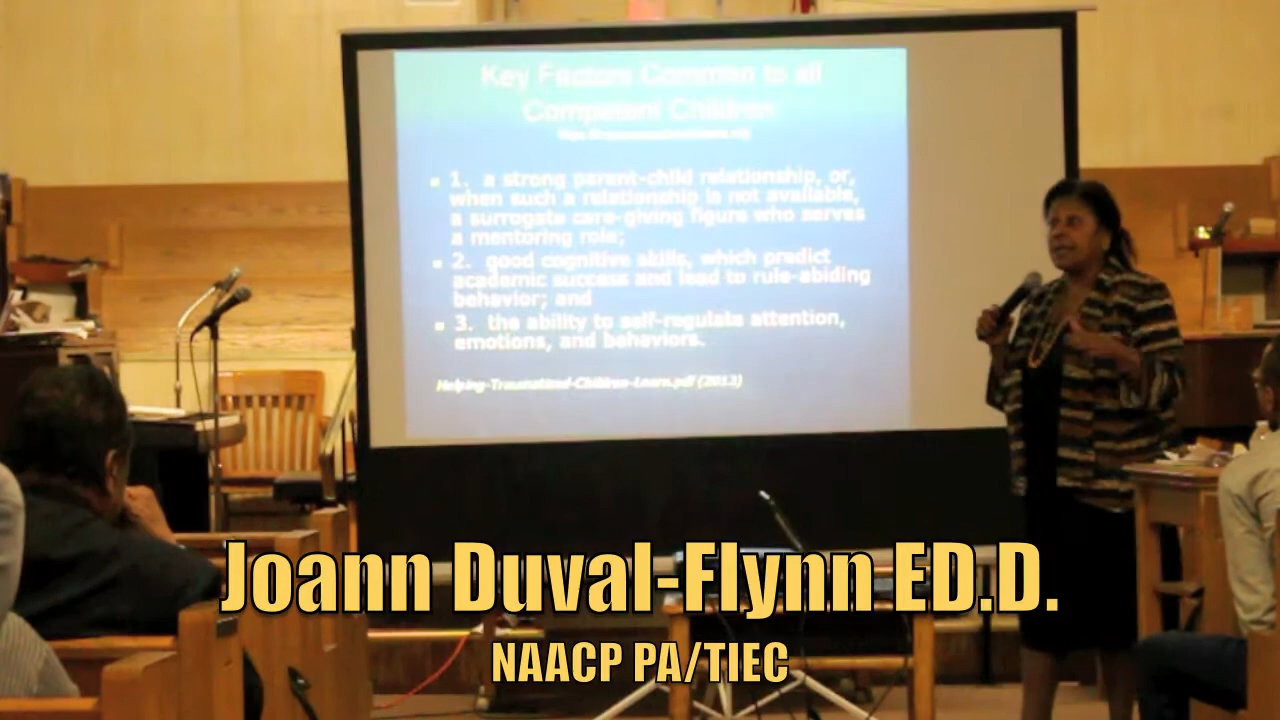 Key Factors Common to all
Competent Children
1. a strong parent-child relationship, or,
when such a relationship is not available,
a surrogate care-giving figure who serves
a mentoring role;
2. good cognitive skills, which predict
academic success and lead to rule-abiding
behavior; and
3. the ability to self-regulate attention,
emotions, and behaviors.
Helping-Traumatized-Children-Learn.pdf (2013)
Joann Duval-Flynn ED.D.
NAACP PA/TIEC